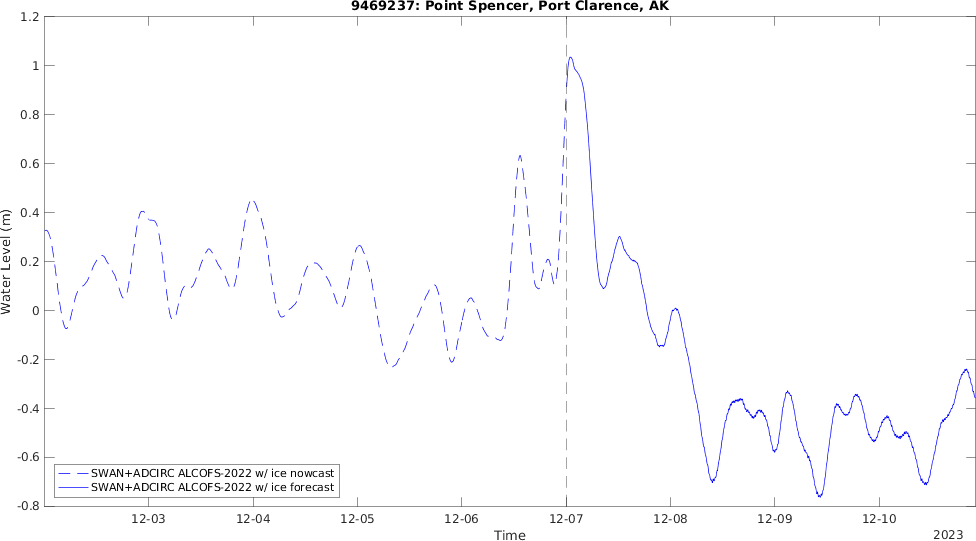 9469237: Point Spencer, Port Clarence, AK
1.2
1
0.8
0.6
0.4
0.2
0
-0.2
-0.4
-0.6
-0.8
Water Level (m)
SWAN+ADCIRC ALCOFS-2022 w/ ice nowcast
SWAN+ADCIRC ALCOFS-2022 w/ ice forecast
12-03 12-04 12-05 12-06 12-07 12-08 12-09 12-10
Time
2023